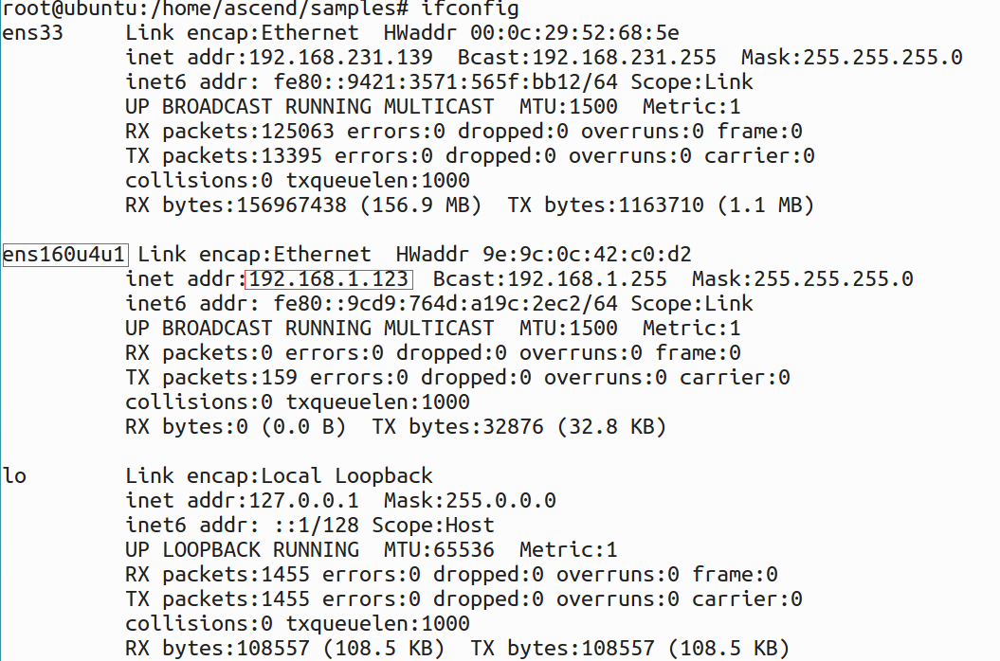 root@ubuntu:/home/ascend/samples# ifconfig
ens33     Link encap:Ethernet  HWaddr 00:0c:29:52:68:5e
          inet addr:192.168.231.139  Bcast:192.168.231.255  Mask:255.255.255.0
          inet6 addr: fe80::9421:3571:565f:bb12/64 Scope:Link
          UP BROADCAST RUNNING MULTICAST  MTU:1500  Metric:1
          RX packets:125063 errors:0 dropped:0 overruns:0 frame:0
          TX packets:13395 errors:0 dropped:0 overruns:0 carrier:0
          collisions:0 txqueuelen:1000
          RX bytes:156967438 (156.9 MB)  TX bytes:1163710 (1.1 MB)

ens160u4u1 Link encap:Ethernet  HWaddr 9e:9c:0c:42:c0:d2
          inet addr:192.168.1.123  Bcast:192.168.1.255  Mask:255.255.255.0
          inet6 addr: fe80::9cd9:764d:a19c:2ec2/64 Scope:Link
          UP BROADCAST RUNNING MULTICAST  MTU:1500  Metric:1
          RX packets:0 errors:0 dropped:0 overruns:0 frame:0
          TX packets:159 errors:0 dropped:0 overruns:0 carrier:0
          collisions:0 txqueuelen:1000
          RX bytes:0 (0.0 B)  TX bytes:32876 (32.8 KB)

lo        Link encap:Local Loopback
          inet addr:127.0.0.1  Mask:255.0.0.0
          inet6 addr: ::1/128 Scope:Host
          UP LOOPBACK RUNNING  MTU:65536  Metric:1
          RX packets:1455 errors:0 dropped:0 overruns:0 frame:0
          TX packets:1455 errors:0 dropped:0 overruns:0 carrier:0
          collisions:0 txqueuelen:1000
          RX bytes:108557 (108.5 KB)  TX bytes:108557 (108.5 KB)